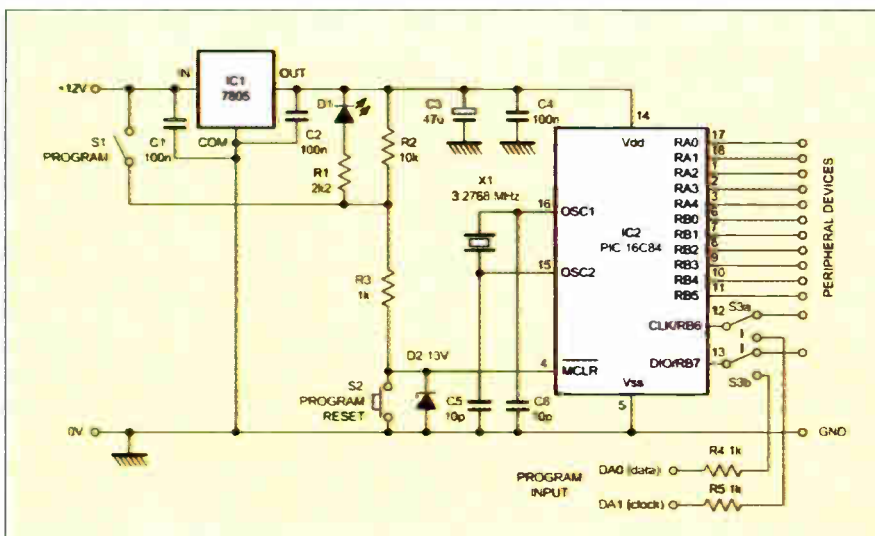 +12V
IN
IC1
7805
OUT
COM
S1
PROGRAM
C1
100n
C2
100n
D1
R1
2k2
R2
10k
C3
47u
C4
100n
X1
3.2768 MHz
R3
1k
D2 13V
S2
PROGRAM
RESET
C5
10p
C6
10p
14
Vdd
16
OSC1
15
OSC2
4
MCLR
IC2
PIC 16C84
Vss
5
RA0
17
RA1
18
RA2
1
RA3
2
RA4
3
RB0
6
RB1
7
RB2
RB3
9
RB4
10
RB5
11
CLK/RB6
12
DIO/RB7
13
S3a
S3b
PERIPHERAL DEVICES
0V
GND
PROGRAM
INPUT
DA0 (data)
R4 1k
DA1 (clock)
R5 1k